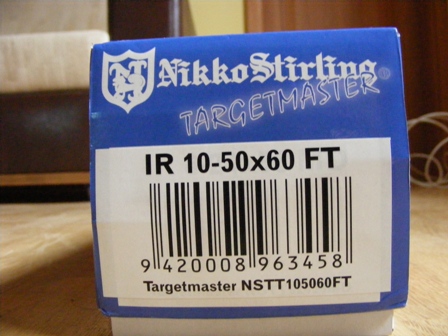 NikkoStirling®
TARGETMASTER
IR 10-50x60 FT
9 420008 963458
Targetmaster NSTT105060FT